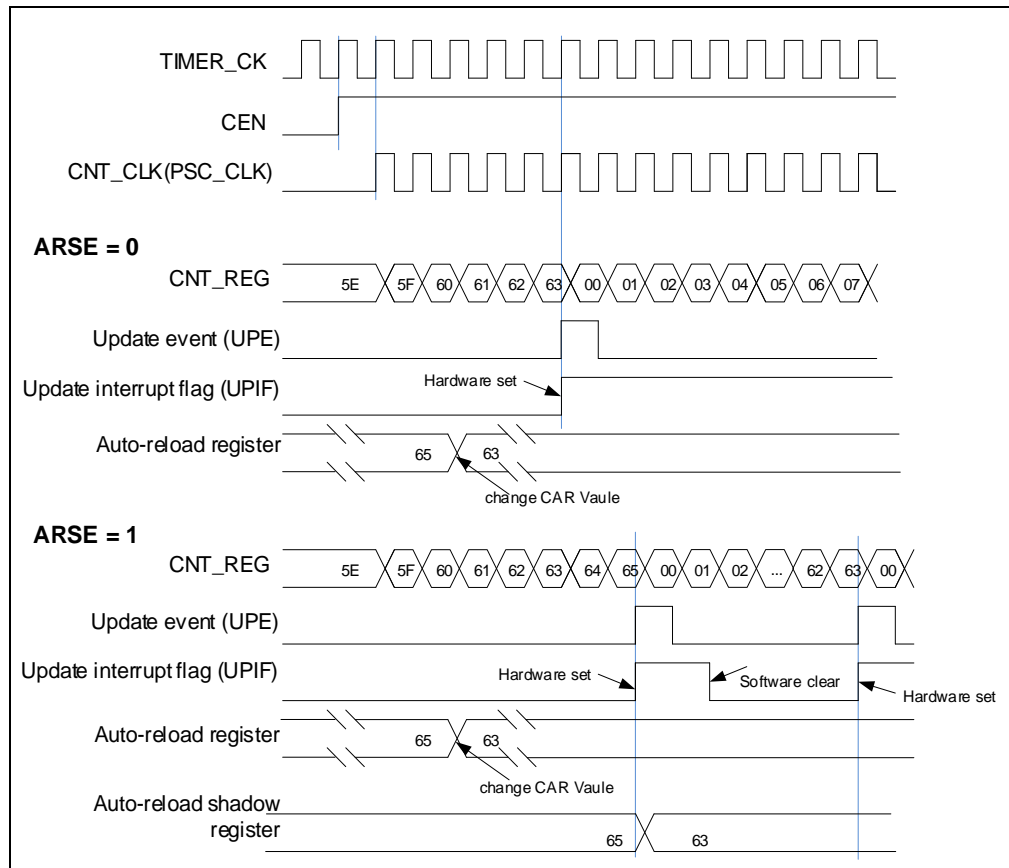 TIMER_CK
CEN
CNT_CLK(PSC_CLK)
ARSE = 0
CNT_REG 5E 5F 60 61 62 63 00 01 02 03 04 05 06 07
Update event (UPE)
Update interrupt flag (UPIF) Hardware set
Auto-reload register 65 63
change CAR Vaule
ARSE = 1
CNT_REG 5E 5F 60 61 62 63 64 65 00 01 02 ... 62 63 00
Update event (UPE)
Update interrupt flag (UPIF) Hardware set Software clear Hardware set
Auto-reload register 65 63
change CAR Vaule
Auto-reload shadow
register 65 63